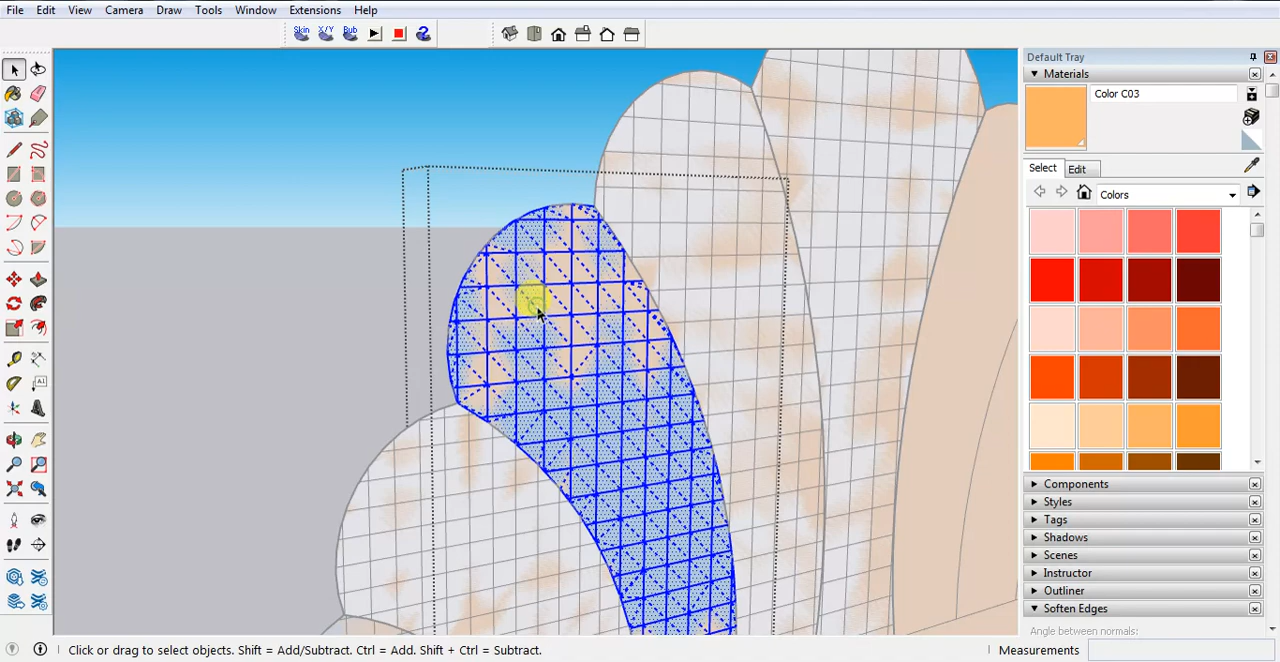 File Edit View Camera Draw Tools Window Extensions Help
Skin X/Y Bub
Default Tray
Materials
Color C03
Select Edit
Colors
Components
Styles
Tags
Shadows
Scenes
Instructor
Outliner
Soften Edges
Angle between normals:
Click or drag to select objects. Shift = Add/Subtract. Ctrl = Add. Shift + Ctrl = Subtract.
Measurements